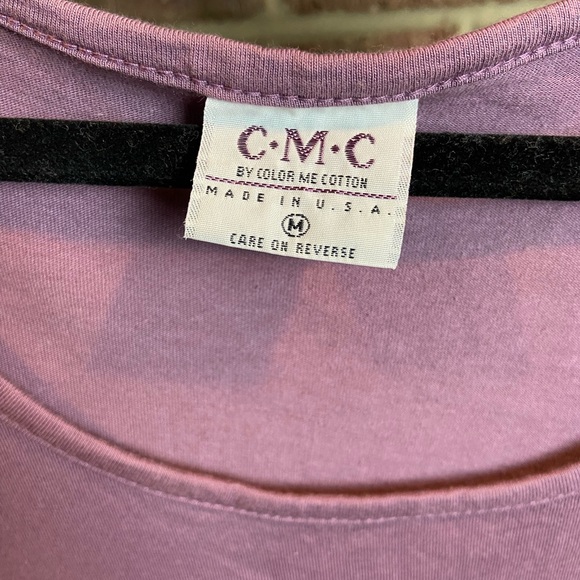 C·M·C
BY COLOR ME COTTON
MADE IN U.S.A.
M
CARE ON REVERSE